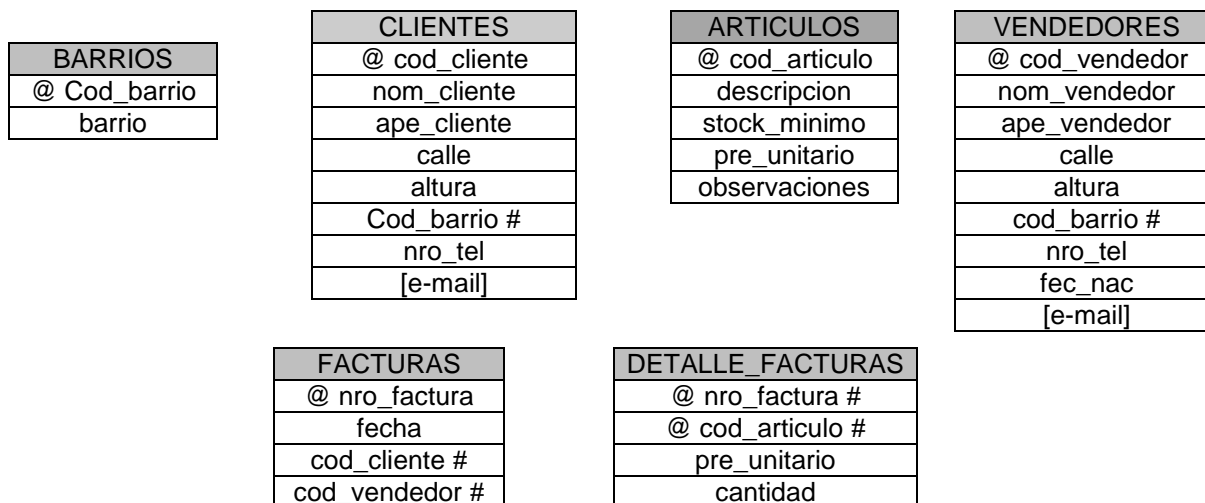 BARRIOS
@ Cod_barrio
barrio
CLIENTES
@ cod_cliente
nom_cliente
ape_cliente
calle
altura
Cod_barrio #
nro_tel
[e-mail]
ARTICULOS
@ cod_articulo
descripcion
stock_minimo
pre_unitario
observaciones
VENDEDORES
@ cod_vendedor
nom_vendedor
ape_vendedor
calle
altura
cod_barrio #
nro_tel
fec_nac
[e-mail]
FACTURAS
@ nro_factura
fecha
cod_cliente #
cod_vendedor #
DETALLE_FACTURAS
@ nro_factura #
@ cod_articulo #
pre_unitario
cantidad